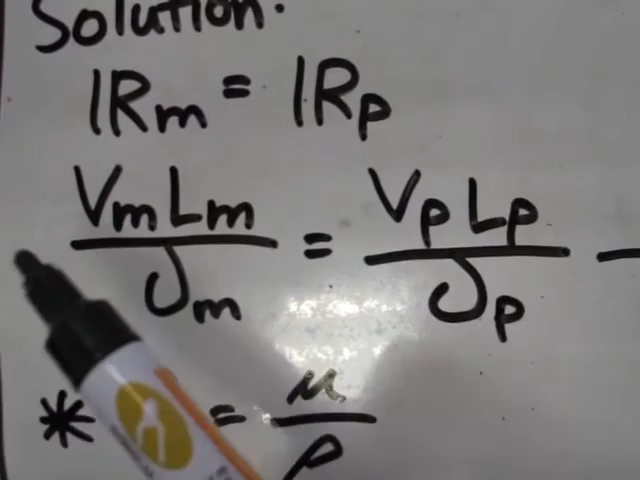 Solution:
IRm = IRp
VmLm/υm = VpLp/υp
* = μ/ρ